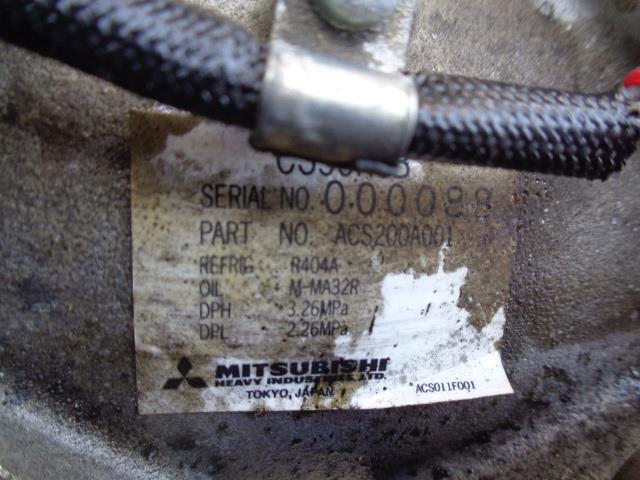 SERIAL NO. 000088
PART NO. ACS200A001
REFRIG R404A
OIL M-MA32R
DPH 3.26MPa
DPL 2.26MPa
MITSUBISHI
HEAVY LTD.
TOKYO, JAPAN
ACS011F001